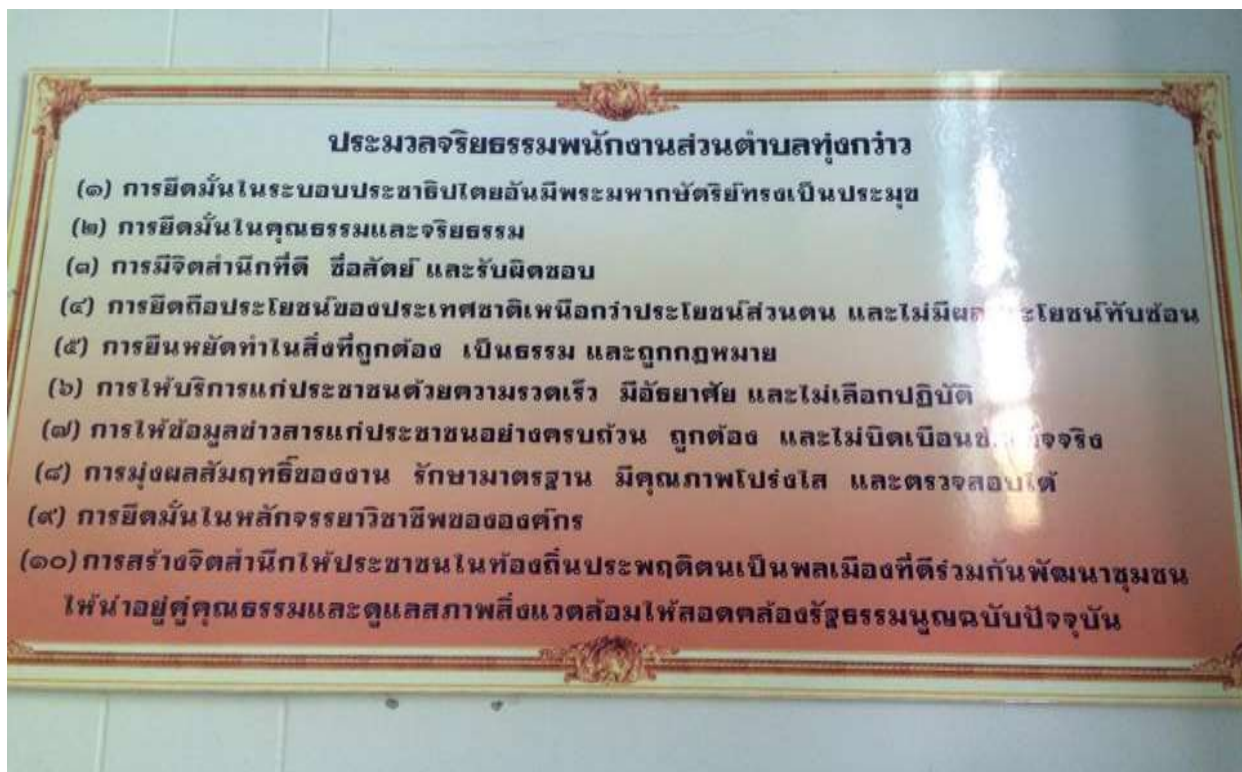 ประมวลจริยธรรมพนักงานส่วนตำบลทุ่งกว๋าว
(๑) การยึดมั่นในระบอบประชาธิปไตยอันมีพระมหากษัตริย์ทรงเป็นประมุข
(๒) การยึดมั่นในคุณธรรมและจริยธรรม
(๓) การมีจิตสำนึกที่ดี ซื่อสัตย์ และรับผิดชอบ
(๔) การยึดถือประโยชน์ของประเทศชาติเหนือกว่าประโยชน์ส่วนตน และไม่มีผลประโยชน์ทับซ้อน
(๕) การยืนหยัดทำในสิ่งที่ถูกต้อง เป็นธรรม และถูกกฎหมาย
(๖) การให้บริการแก่ประชาชนด้วยความรวดเร็ว มีอัธยาศัย และไม่เลือกปฏิบัติ
(๗) การให้ข้อมูลข่าวสารแก่ประชาชนอย่างครบถ้วน ถูกต้อง และไม่บิดเบือนข้อเท็จจริง
(๘) การมุ่งผลสัมฤทธิ์ของงาน รักษามาตรฐาน มีคุณภาพโปร่งใส และตรวจสอบได้
(๙) การยึดมั่นในหลักจรรยาวิชาชีพขององค์กร
(๑๐) การสร้างจิตสำนึกให้ประชาชนในท้องถิ่นประพฤติตนเป็นพลเมืองที่ดีร่วมกันพัฒนาชุมชน
ให้น่าอยู่คู่คุณธรรมและดูแลสภาพสิ่งแวดล้อมให้สอดคล้องรัฐธรรมนูญฉบับปัจจุบัน